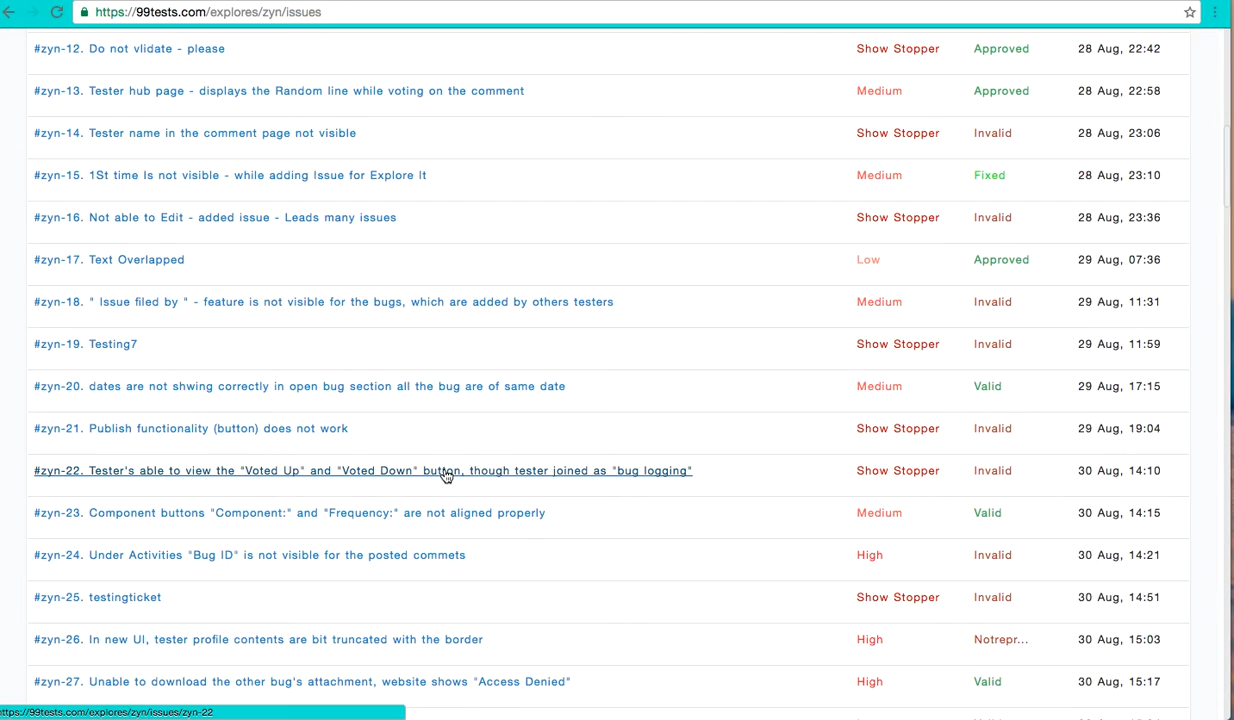 https://99tests.com/explores/zyn/issues
#zyn-12. Do not vlidate - please Show Stopper Approved 28 Aug, 22:42
#zyn-13. Tester hub page - displays the Random line while voting on the comment Medium Approved 28 Aug, 22:58
#zyn-14. Tester name in the comment page not visible Show Stopper Invalid 28 Aug, 23:06
#zyn-15. 1St time Is not visible - while adding Issue for Explore It Medium Fixed 28 Aug, 23:10
#zyn-16. Not able to Edit - added issue - Leads many issues Show Stopper Invalid 28 Aug, 23:36
#zyn-17. Text Overlapped Low Approved 29 Aug, 07:36
#zyn-18. " Issue filed by " - feature is not visible for the bugs, which are added by others testers Medium Invalid 29 Aug, 11:31
#zyn-19. Testing7 Show Stopper Invalid 29 Aug, 11:59
#zyn-20. dates are not shwing correctly in open bug section all the bug are of same date Medium Valid 29 Aug, 17:15
#zyn-21. Publish functionality (button) does not work Show Stopper Invalid 29 Aug, 19:04
#zyn-22. Tester's able to view the "Voted Up" and "Voted Down" button, though tester joined as "bug logging" Show Stopper Invalid 30 Aug, 14:10
#zyn-23. Component buttons "Component:" and "Frequency:" are not aligned properly Medium Valid 30 Aug, 14:15
#zyn-24. Under Activities "Bug ID" is not visible for the posted commets High Invalid 30 Aug, 14:21
#zyn-25. testingticket Show Stopper Invalid 30 Aug, 14:51
#zyn-26. In new UI, tester profile contents are bit truncated with the border High Notrepr... 30 Aug, 15:03
#zyn-27. Unable to download the other bug's attachment, website shows "Access Denied" High Valid 30 Aug, 15:17
https://99tests.com/explores/zyn/issues/zyn-22